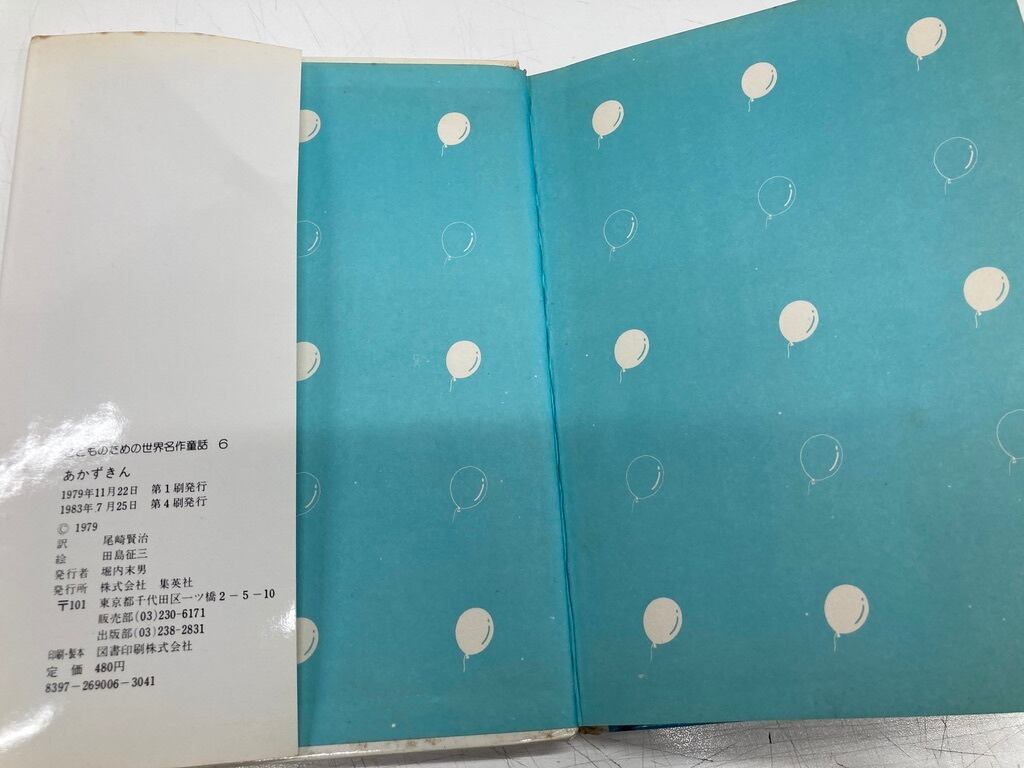 こどものための世界名作童話 6
あかずきん
1979年11月22日 第1刷発行
1983年7月25日 第4刷発行
© 1979
訳 尾崎賢治
絵 田島征三
発行者 堀内末男
発行所 株式会社 集英社
〒101 東京都千代田区一ツ橋2-5-10
販売部(03)230-6171
出版部(03)238-2831
印刷・製本 図書印刷株式会社
定価 480円
8397-269006-3041